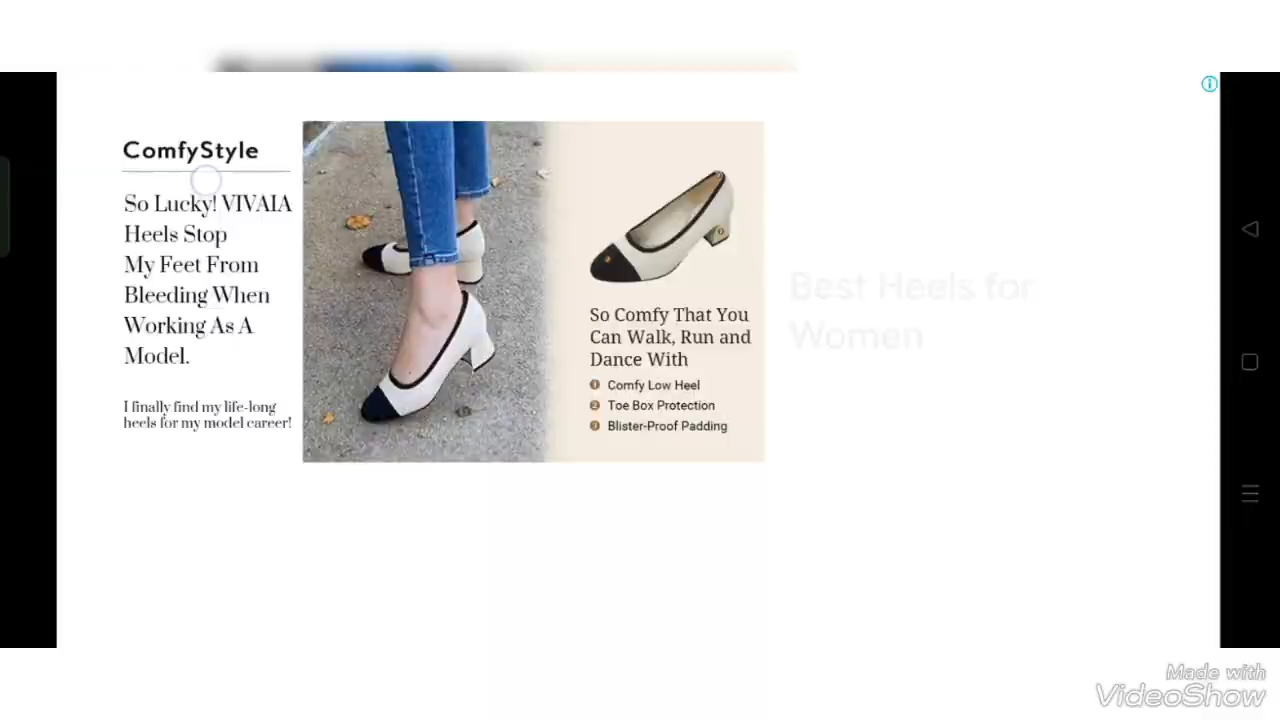 ComfyStyle
So Lucky! VIVAIA
Heels Stop
My Feet From
Bleeding When
Working As A
Model.
I finally find my life-long
heels for my model career!
So Comfy That You
Can Walk, Run and
Dance With
1 Comfy Low Heel
2 Toe Box Protection
3 Blister-Proof Padding
Best Heels for
Women
Made with
VideoShow